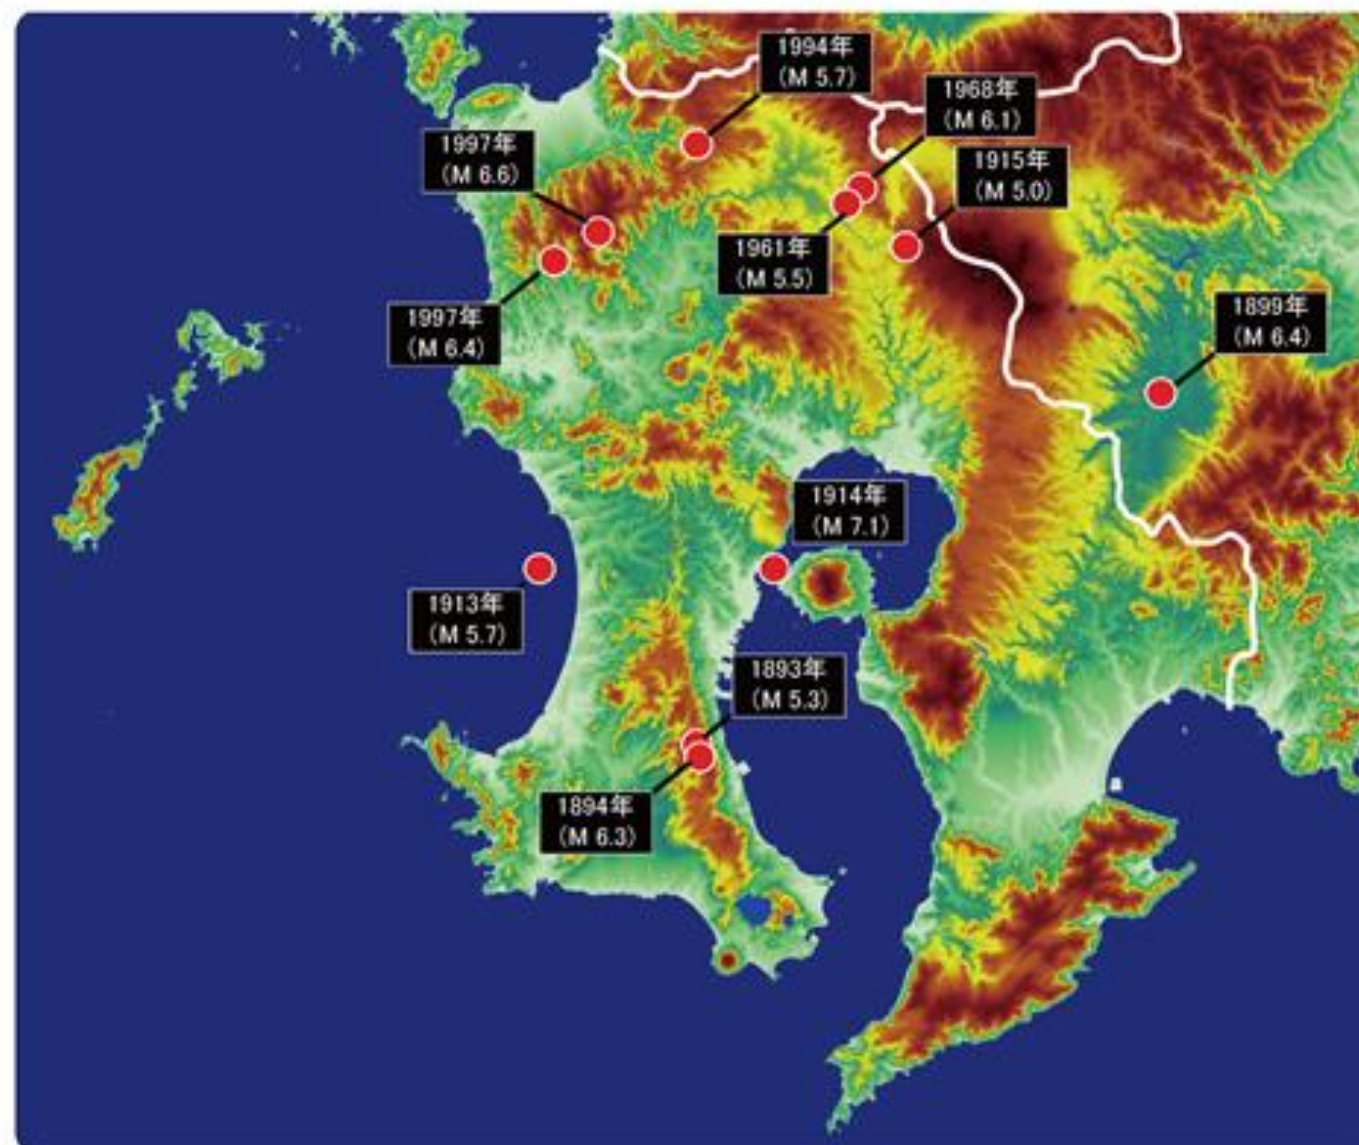 1994年
(M 5.7)
1968年
(M 6.1)
1997年
(M 6.6)
1915年
(M 5.0)
1961年
(M 5.5)
1997年
(M 6.4)
1899年
(M 6.4)
1914年
(M 7.1)
1913年
(M 5.7)
1893年
(M 5.3)
1894年
(M 6.3)